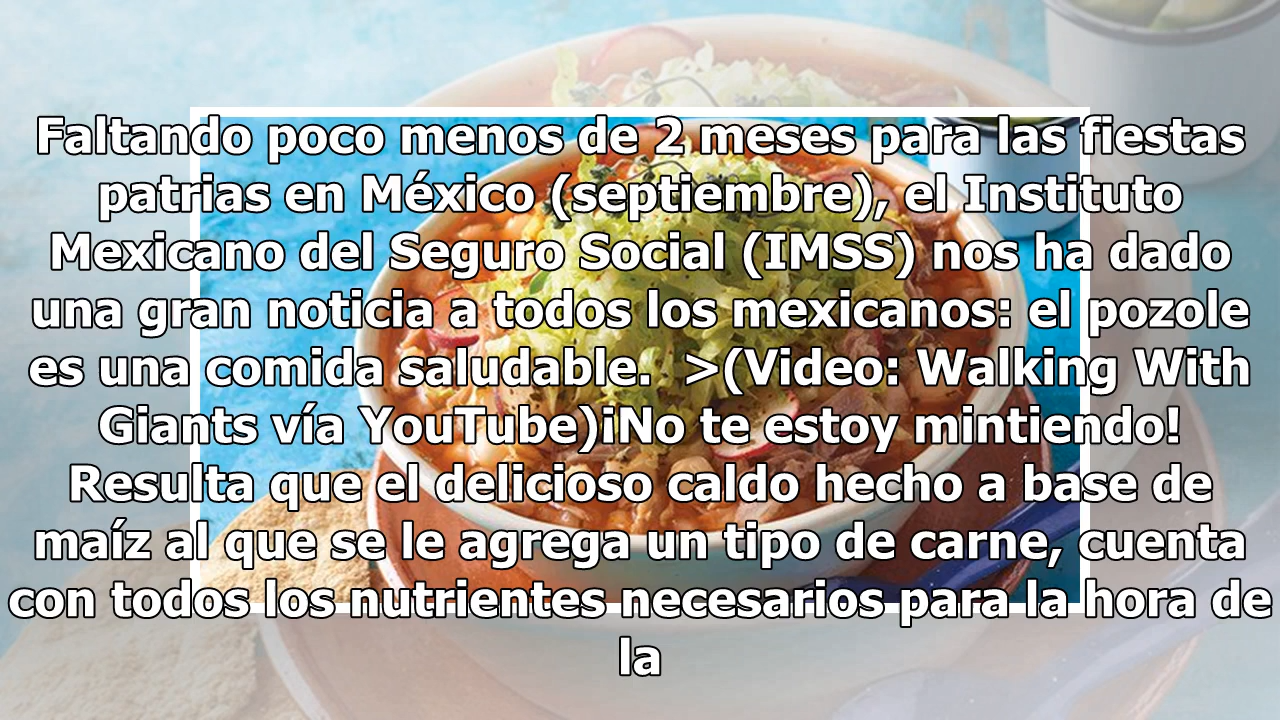 Faltando poco menos de 2 meses para las fiestas
patrias en México (septiembre), el Instituto
Mexicano del Seguro Social (IMSS) nos ha dado
una gran noticia a todos los mexicanos: el pozole
es una comida saludable.  >(Video: Walking With
Giants vía YouTube)¡No te estoy mintiendo!
Resulta que el delicioso caldo hecho a base de
maíz al que se le agrega un tipo de carne, cuenta
con todos los nutrientes necesarios para la hora de
la